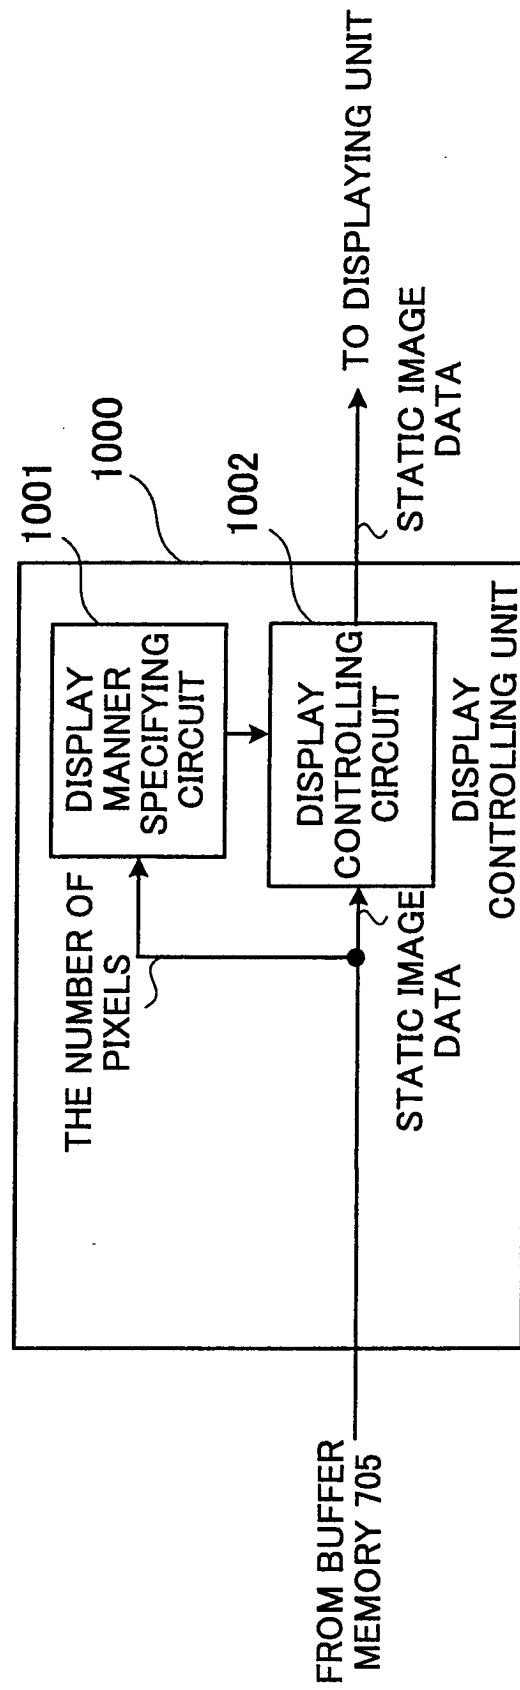 FROM BUFFER
MEMORY 705
THE NUMBER OF
PIXELS
STATIC IMAGE
DATA
1001
DISPLAY
MANNER
SPECIFYING
CIRCUIT
1000
1002
DISPLAY
CONTROLLING
CIRCUIT
DISPLAY
CONTROLLING UNIT
TO DISPLAYING UNIT
STATIC IMAGE
DATA